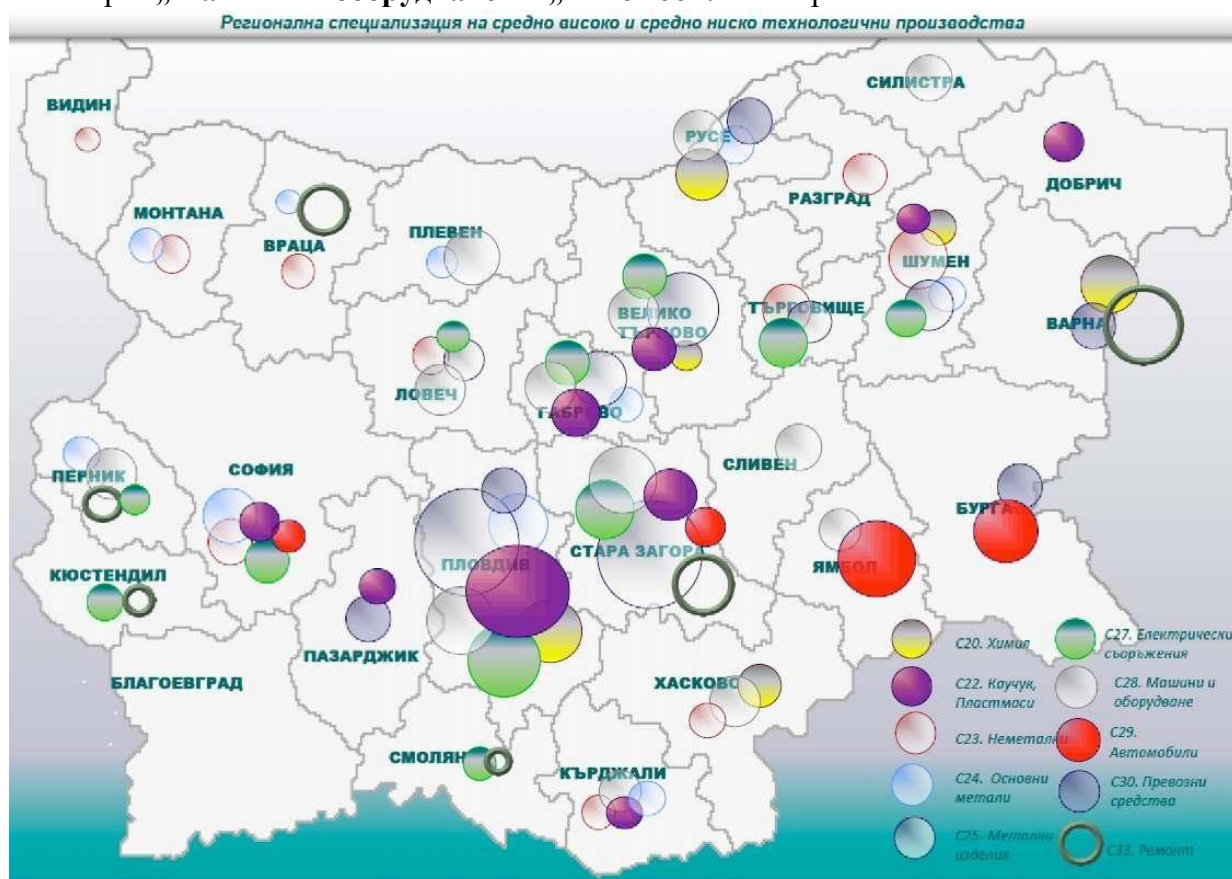 Регионална специализация на средно високо и средно ниско технологични производства
СИЛИСТРА
ВИДИН
РУСЕ
ДОБРИЧ
РАЗГРАД
МОНТАНА
ПЛЕВЕН
ВРАЦА
ШУМЕН
ВЕЛИКО
ТЪРНОВО
ТЪРГОВИЩЕ
ВАРНА
ЛОВЕЧ
ГАБРОВО
ПЕРНИК
СОФИЯ
СЛИВЕН
БУРГА
КЮСТЕНДИЛ
ПЛОВДИВ
СТАРА ЗАГОРА
ЯМБОЛ
ПАЗАРДЖИК
БЛАГОЕВГРАД
ХАСКОВО
СМОЛЯН
КЪРДЖАЛИ
C20. Химия
C22. Каучук,
Пластмаси
C23. Неметални
C24. Основни
метали
C25. Метални
изделия
C27. Електрически
съоръжения
C28. Машини и
оборудване
C29.
Автомобили
C30. Превозни
средства
C33. Ремонт